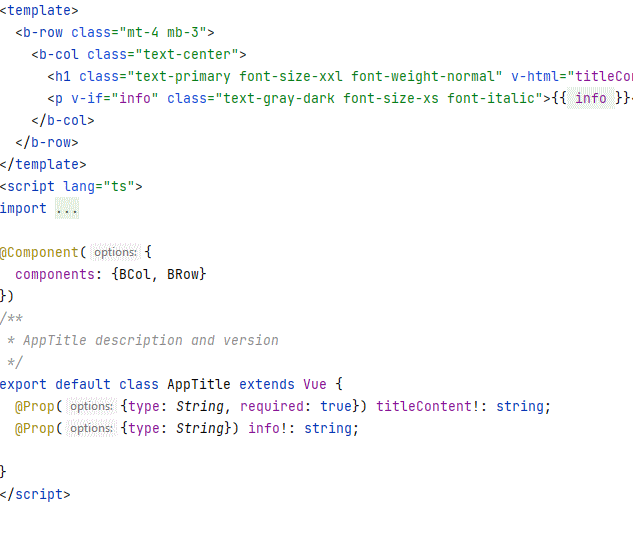 <template>
  <b-row class="mt-4 mb-3">
    <b-col class="text-center">
      <h1 class="text-primary font-size-xxl font-weight-normal" v-html="titleCon
      <p v-if="info" class="text-gray-dark font-size-xs font-italic">{{ info }}<
    </b-col>
  </b-row>
</template>
<script lang="ts">
import ...

@Component( options: {
  components: {BCol, BRow}
})
/**
 * AppTitle description and version
 */
export default class AppTitle extends Vue {
  @Prop( options: {type: String, required: true}) titleContent!: string;
  @Prop( options: {type: String}) info!: string;

}
</script>